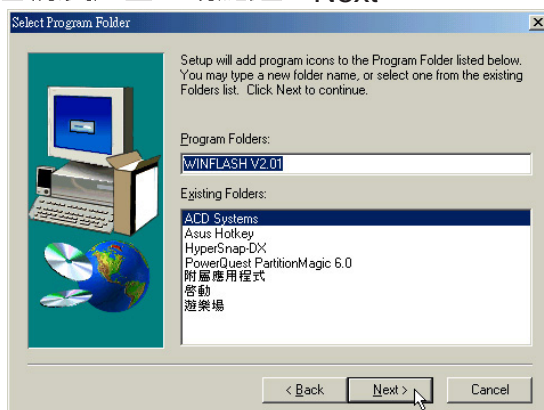 Next
Select Program Folder
Setup will add program icons to the Program Folder listed below.
You may type a new folder name, or select one from the existing
Folders list. Click Next to continue.
Program Folders:
WINFLASH V2.01
Existing Folders:
ACD Systems
Asus Hotkey
HyperSnap-DX
PowerQuest PartitionMagic 6.0
附屬應用程式
啓動
遊樂場
< Back
Next >
Cancel